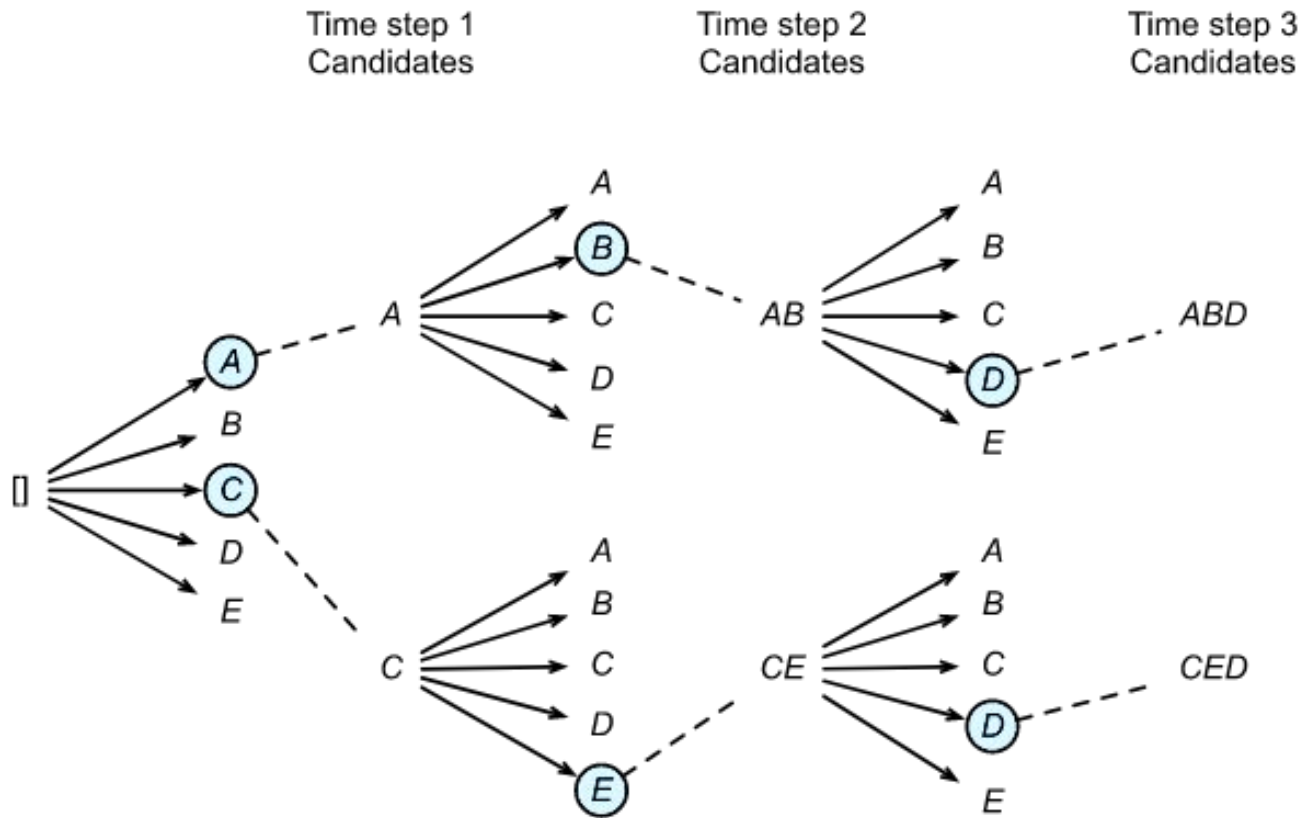 Time step 1
Candidates
Time step 2
Candidates
Time step 3
Candidates
[]
A
B
C
D
E
A
A
B
C
D
E
AB
A
B
C
D
E
ABD
C
A
B
C
D
E
CE
A
B
C
D
E
CED